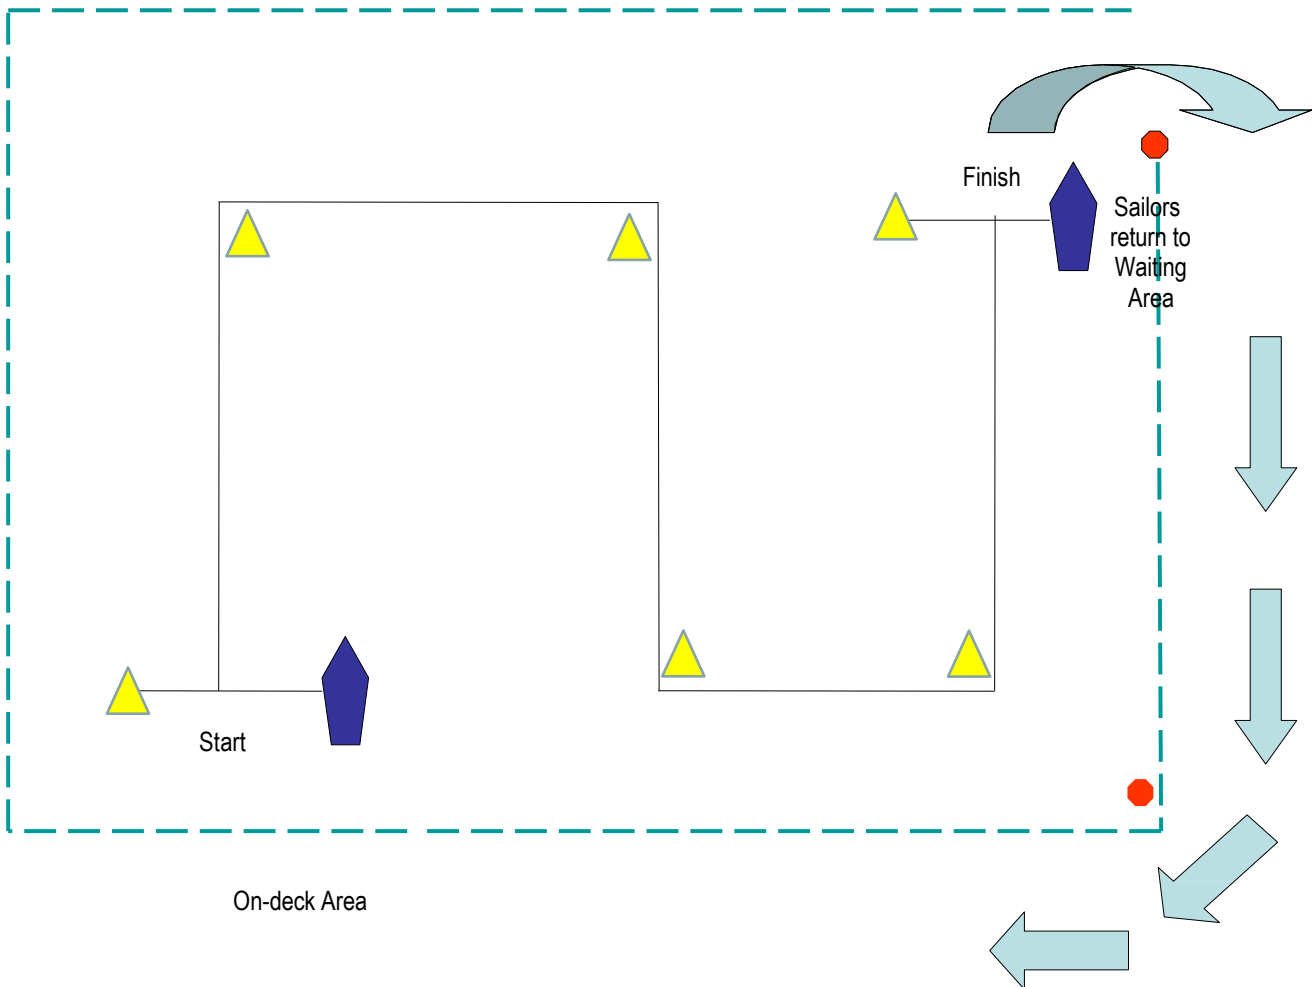 Finish
Sailors
return to
Waiting
Area
Start
On-deck Area